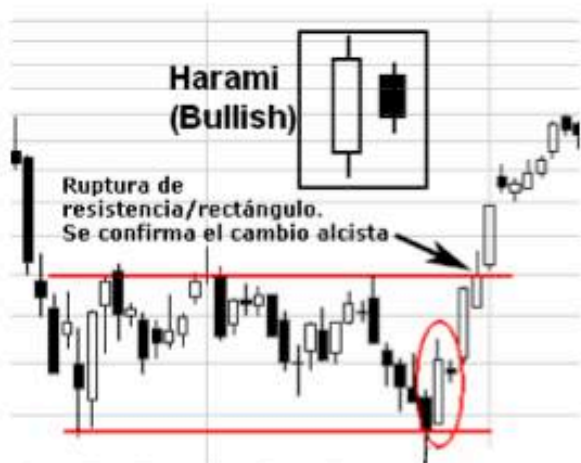 Harami
(Bullish)
Ruptura de
resistencia/rectángulo.
Se confirma el cambio alcista